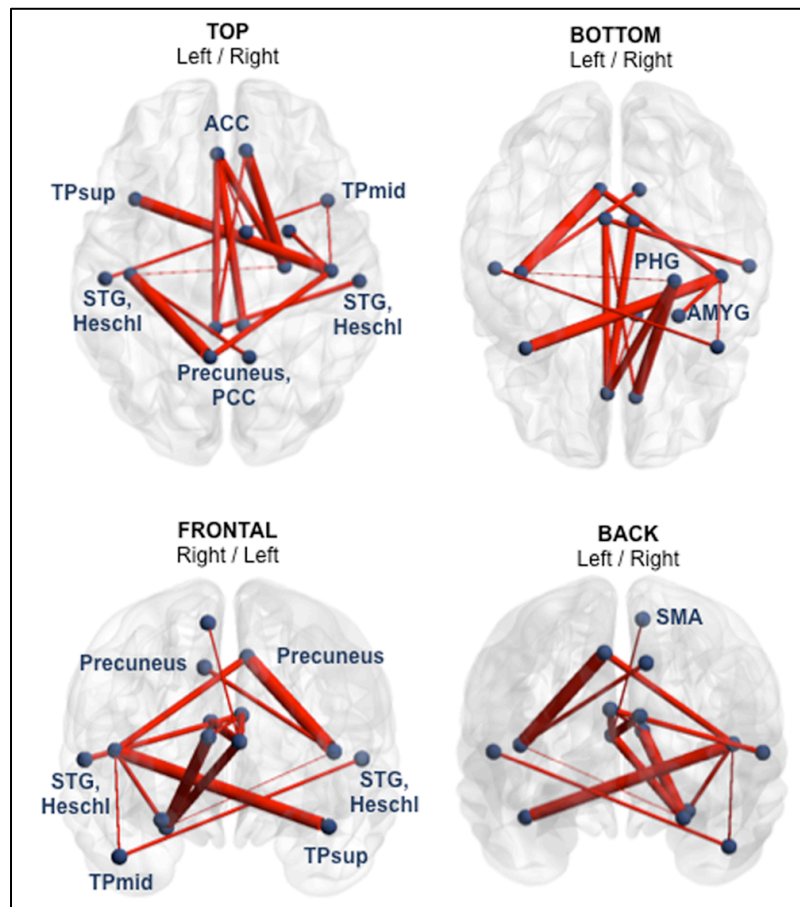 TOP
Left / Right
BOTTOM
Left / Right
ACC
TPsup
TPmid
STG,
Heschl
STG,
Heschl
Precuneus,
PCC
PHG
AMYG
FRONTAL
Right / Left
BACK
Left / Right
Precuneus
Precuneus
STG,
Heschl
STG,
Heschl
TPsup
TPmid
SMA